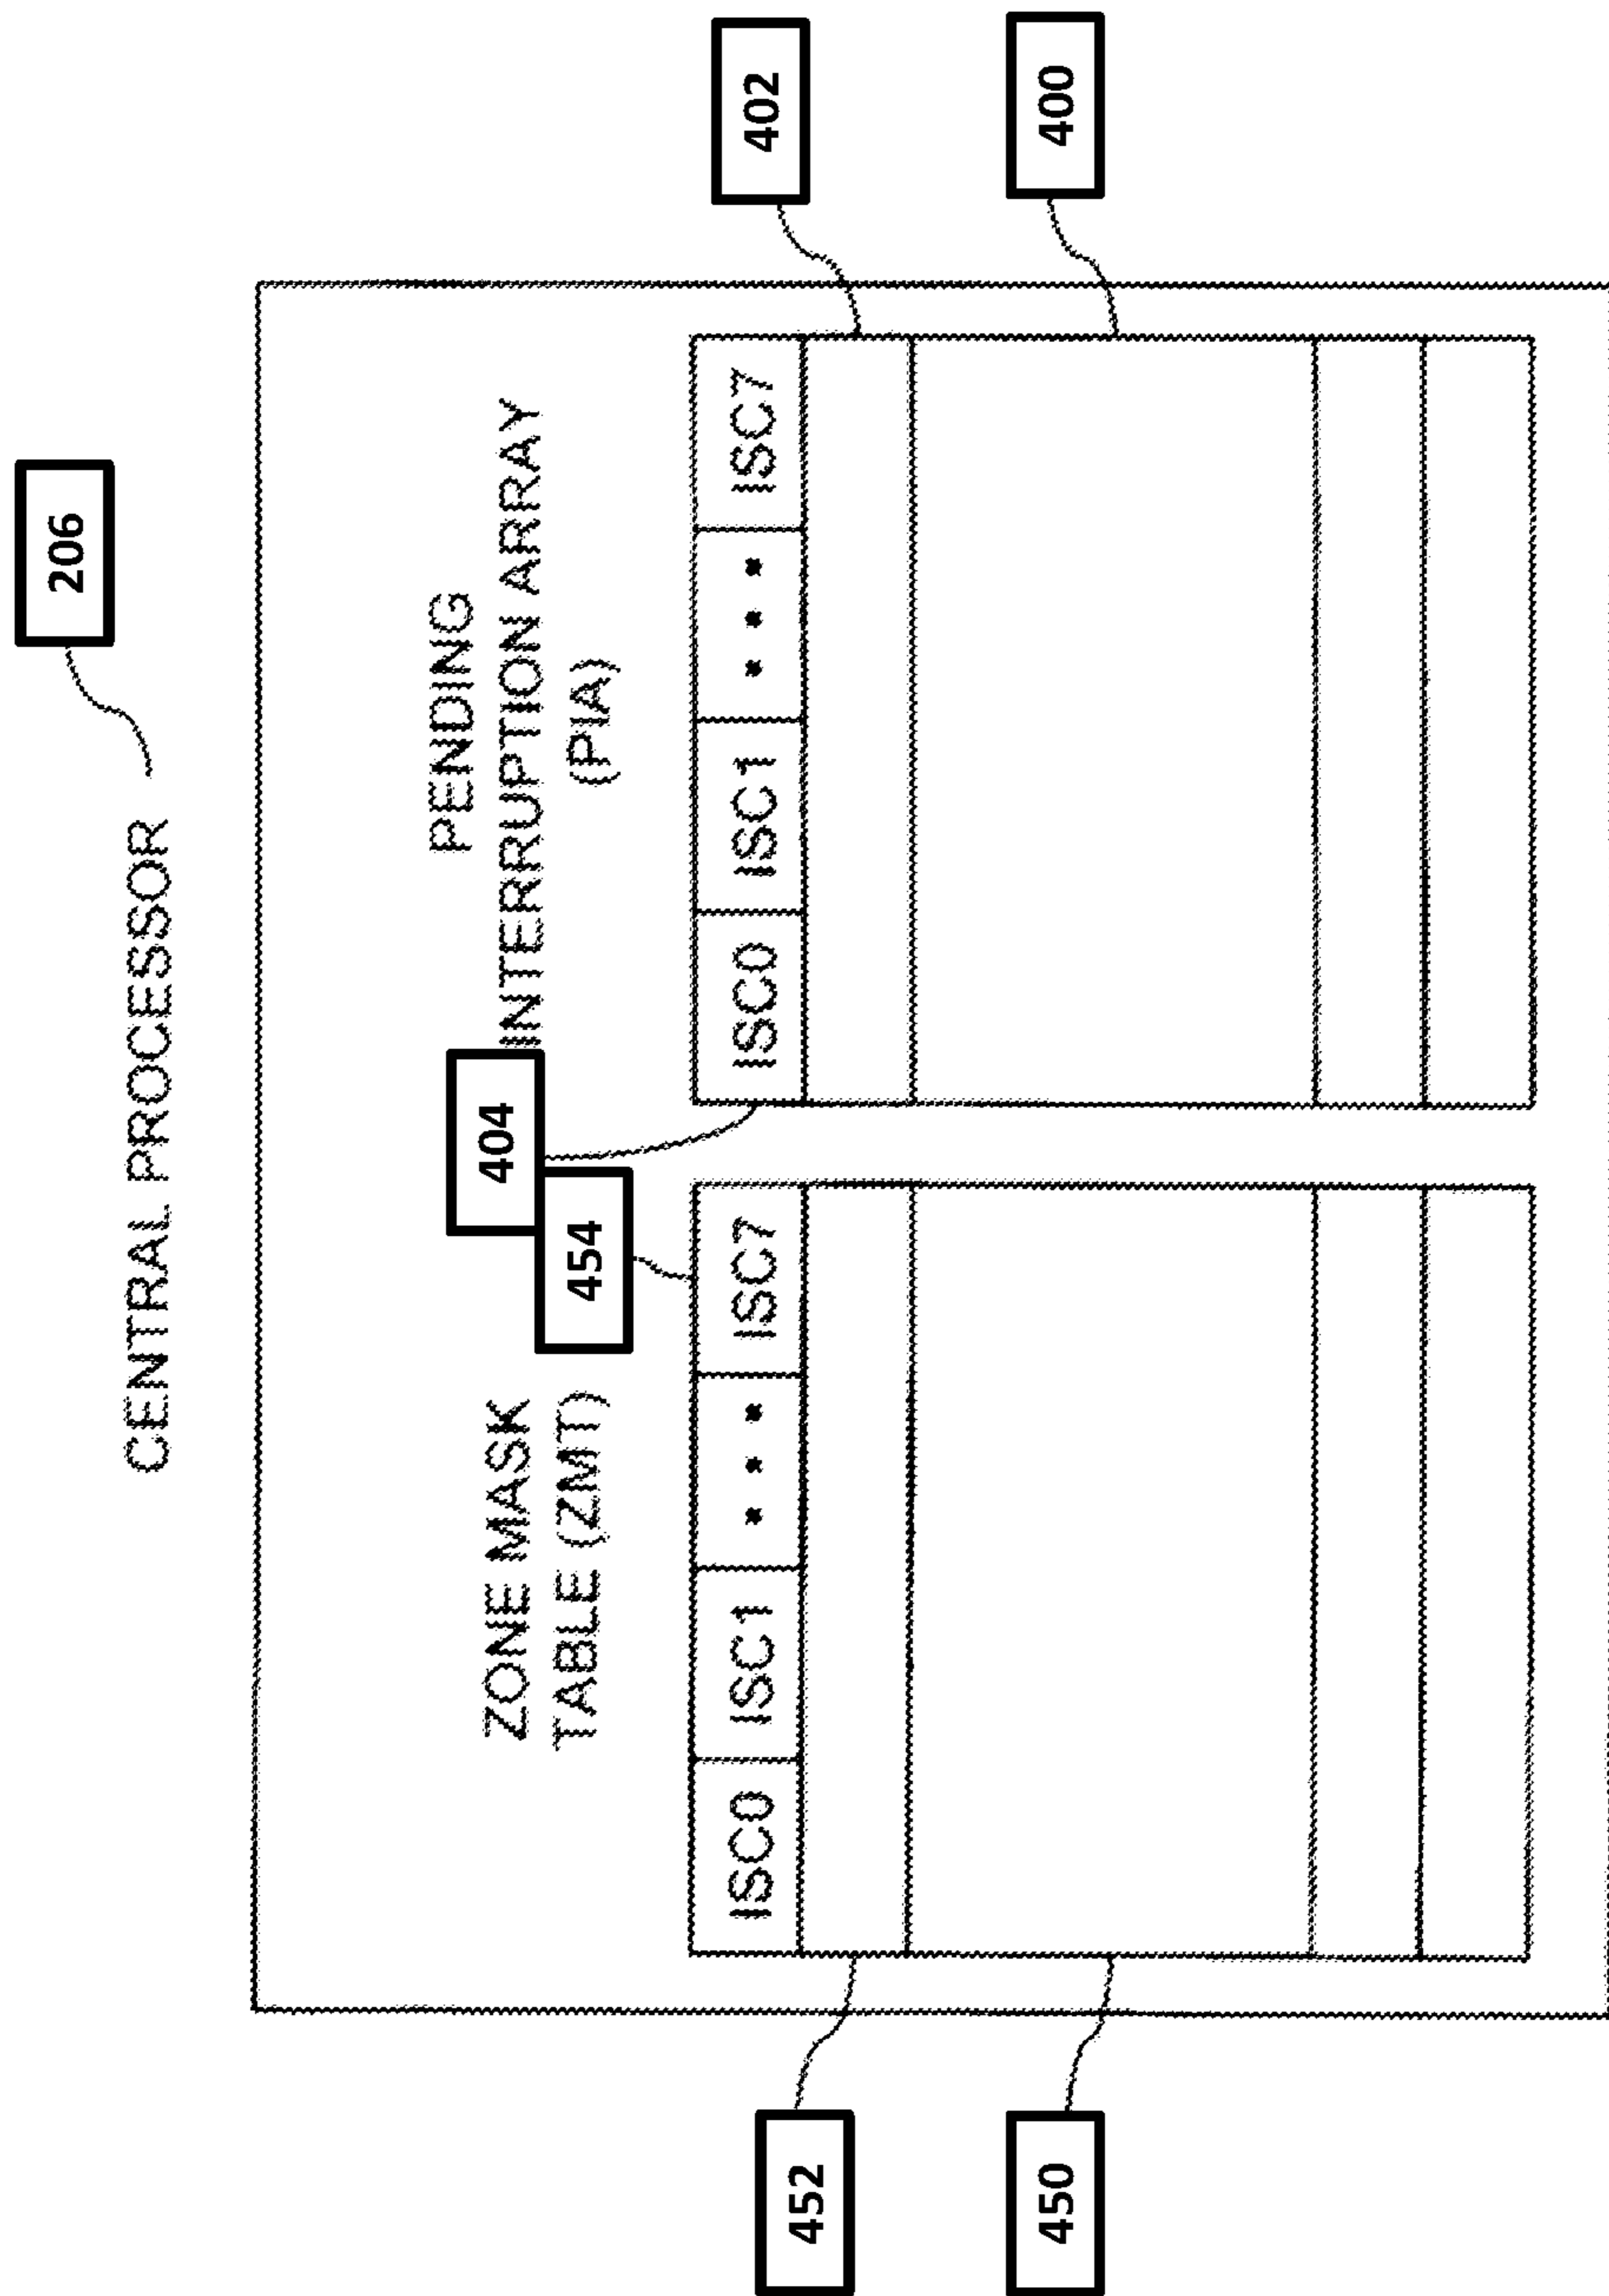 206
CENTRAL PROCESSOR
ZONE MASK
TABLE (ZMT)
454
404
PENDING
INTERRUPTION ARRAY
(PIA)
ISC0 ISC1 • • • ISC7
ISC0 ISC1 • • • ISC7
452
402
450
400